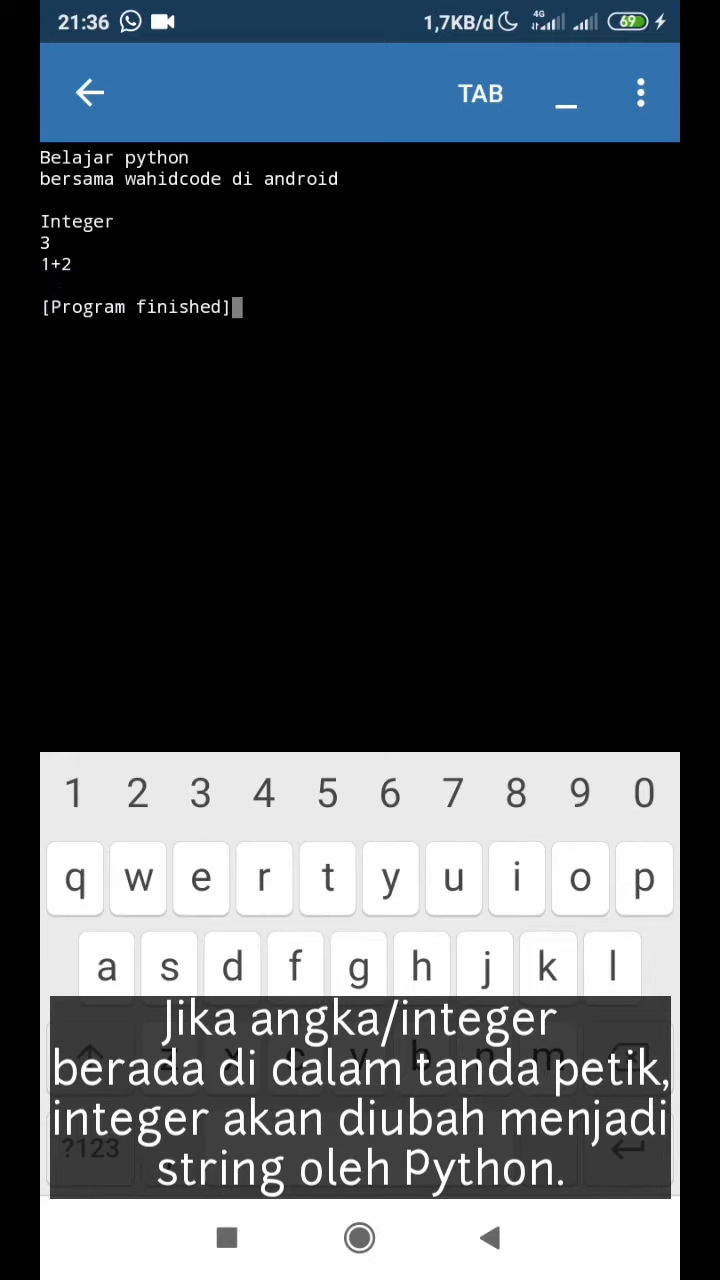 21:36
1,7KB/d
4G
69
TAB
Belajar python
bersama wahidcode di android
Integer
3
1+2
[Program finished]
1 2 3 4 5 6 7 8 9 0
q w e r t y u i o p
a s d f g h j k l
z x c v b n m
Jika angka/integer
berada di dalam tanda petik,
integer akan diubah menjadi
?123
string oleh Python.